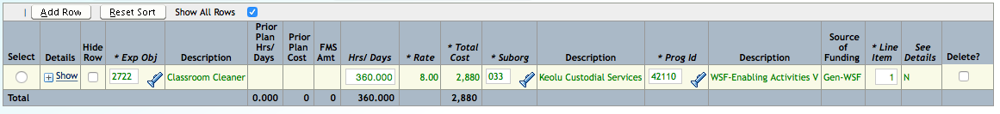 | Add Row Reset Sort Show All Rows
Select Details Hide Row * Exp Obj Description Prior Plan Hrs/ Days Prior Plan Cost FMS Amt Hrs/ Days * Rate * Total Cost * Suborg Description * Prog Id Description Source of Funding * Line Item See Details Delete?
Show 2722 Classroom Cleaner 360.000 8.00 2,880 033 Keolu Custodial Services 42110 WSF-Enabling Activities V Gen-WSF 1 N
Total 0.000 0 0 360.000 2,880